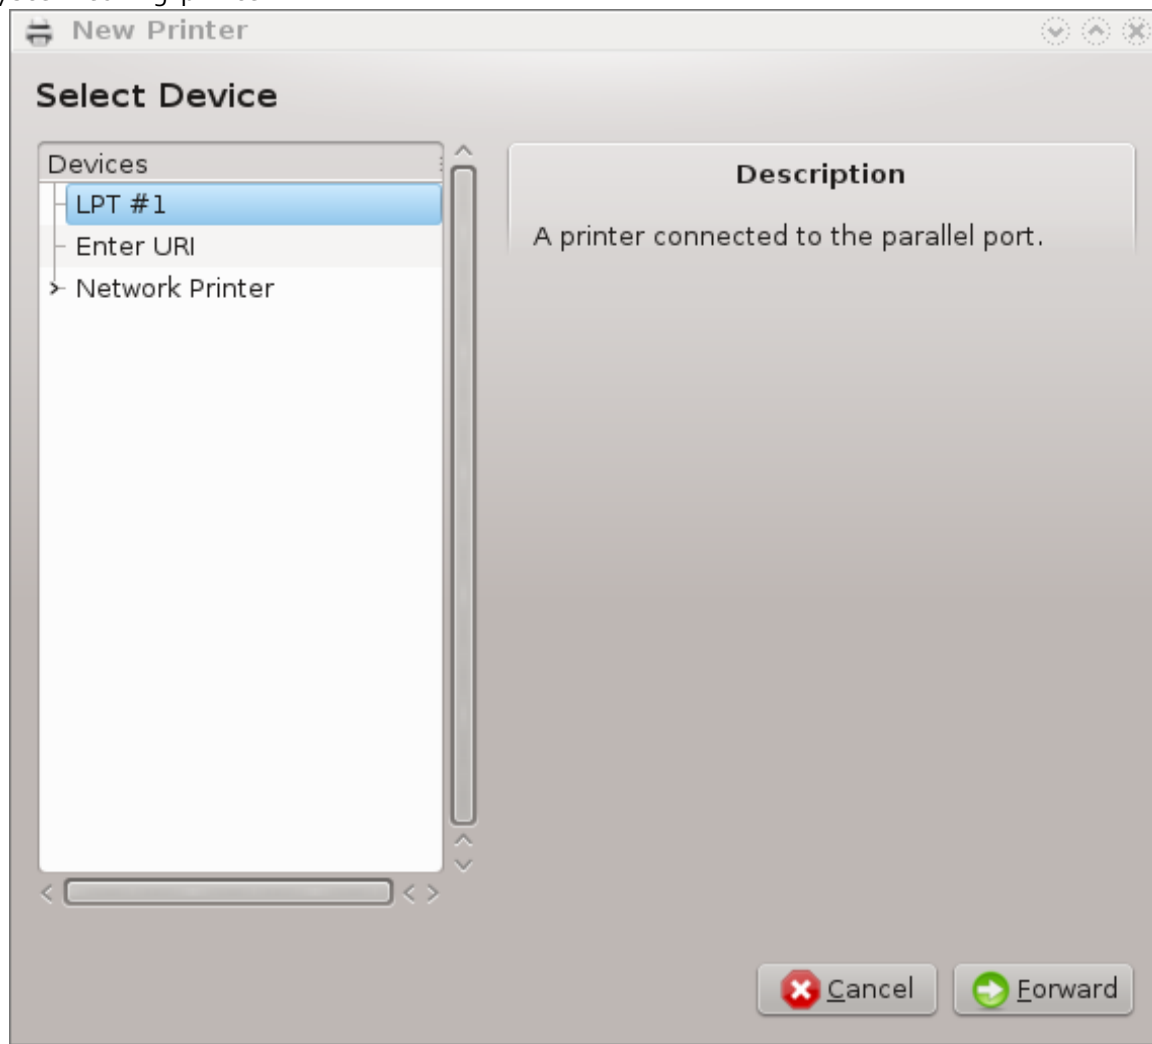 New Printer
Select Device
Devices
LPT #1
Enter URI
Network Printer
Description
A printer connected to the parallel port.
Cancel
Forward